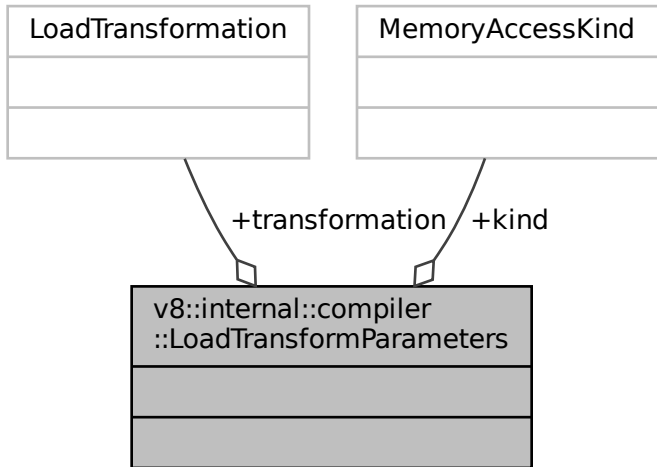 LoadTransformation
MemoryAccessKind
+transformation
+kind
v8::internal::compiler
::LoadTransformParameters